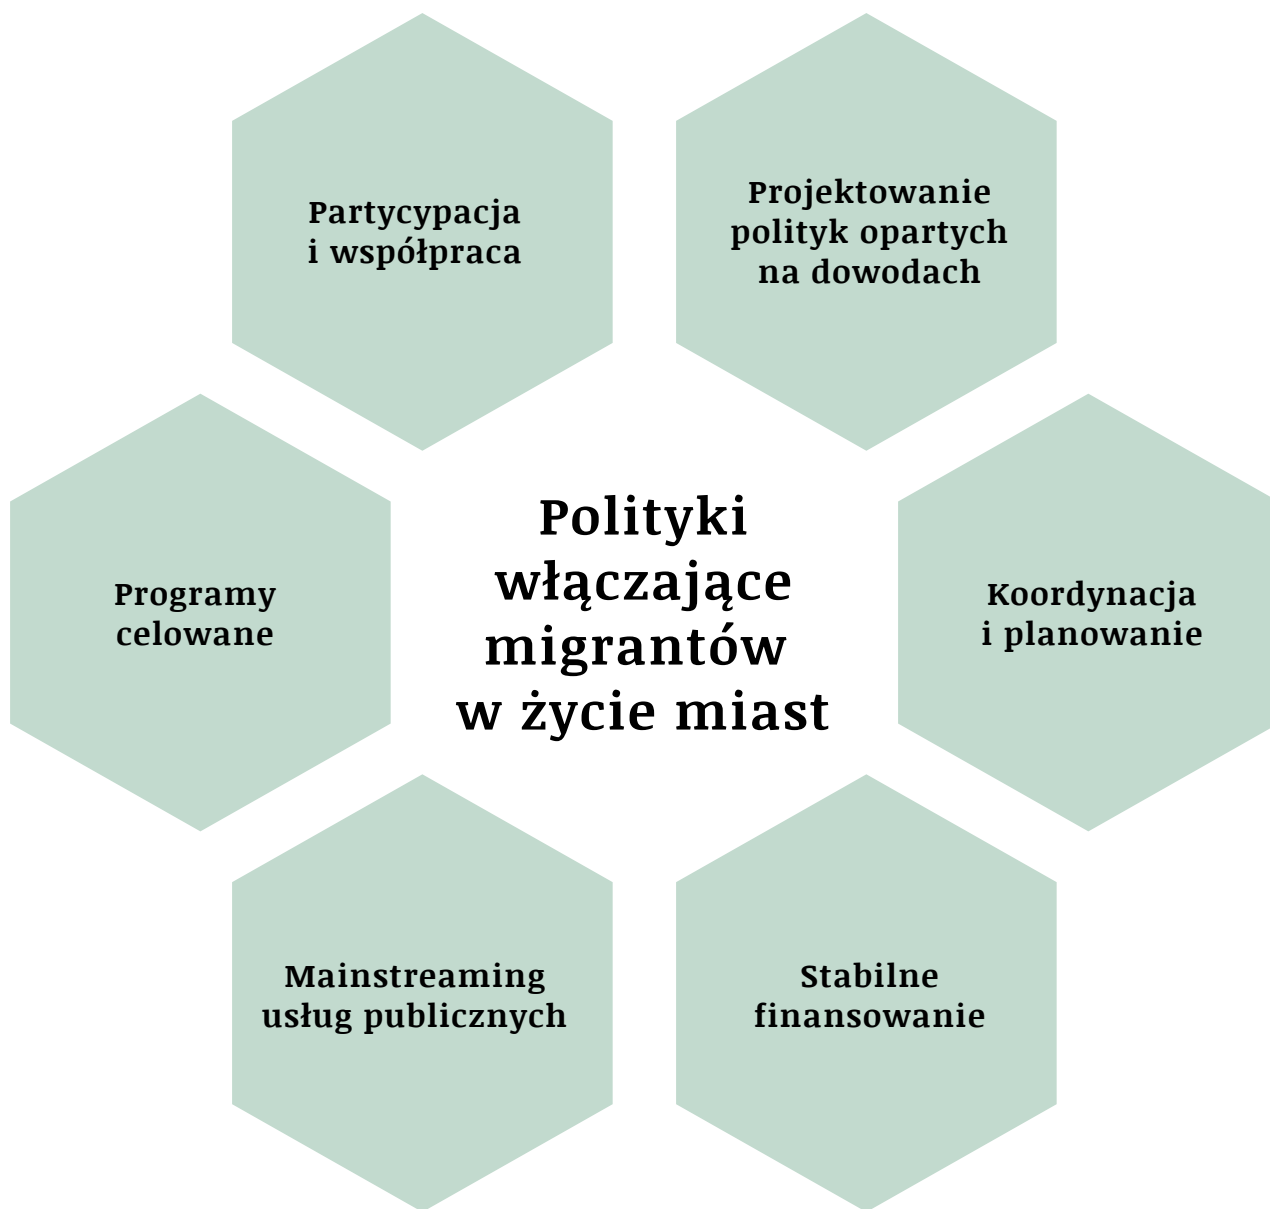 Partycypacja
i współpraca
Projektowanie
polityk opartych
na dowodach
Programy
celowane
Polityki
włączające
migrantów
w życie miast
Koordynacja
i planowanie
Mainstreaming
usług publicznych
Stabilne
finansowanie